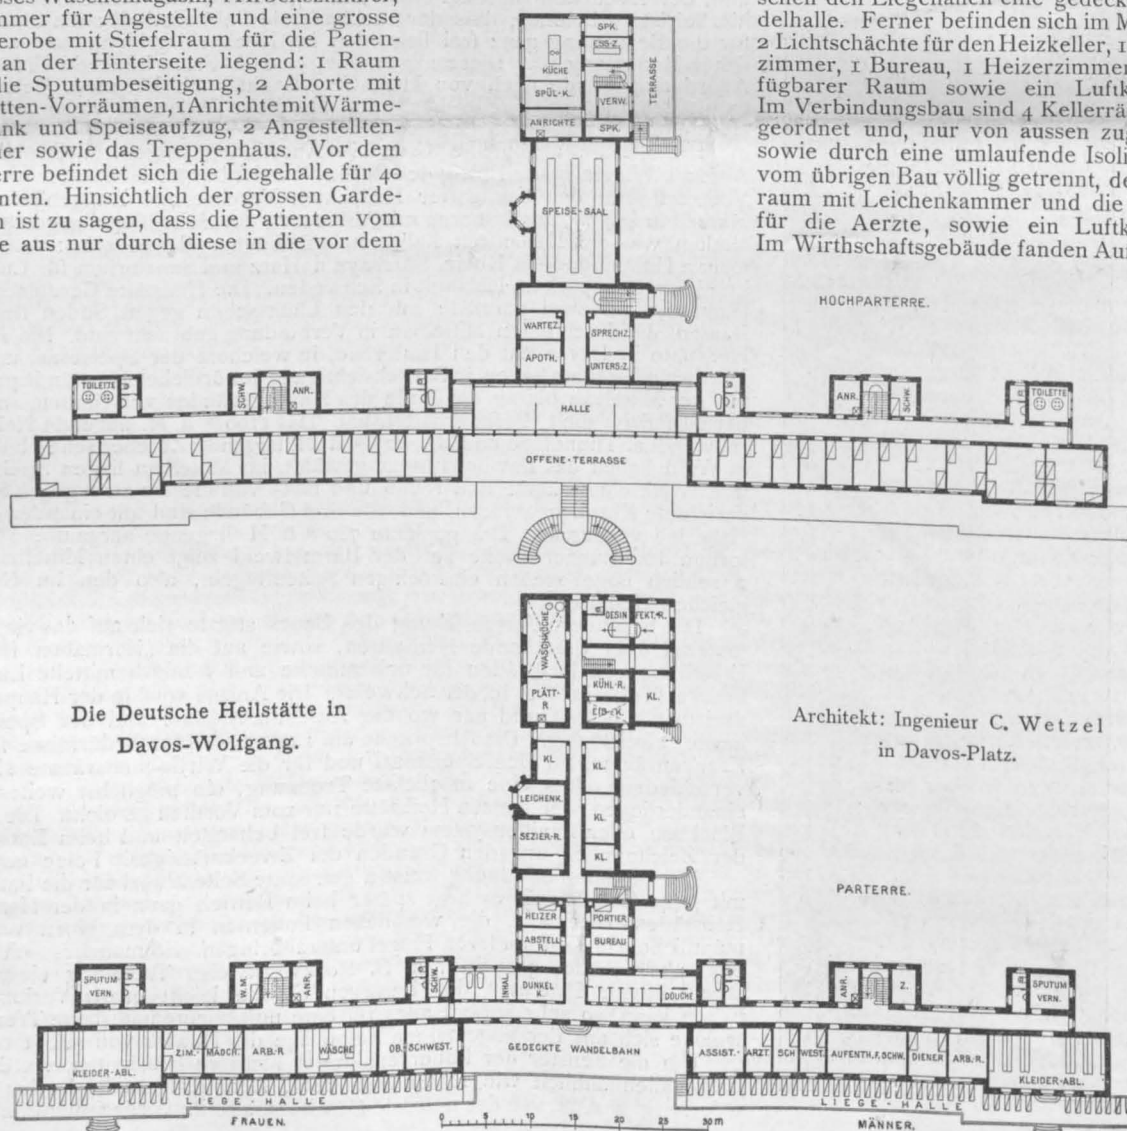 mmer für Angestellte und eine grosse
erobe mit Stiefelraum für die Patien-
an der Hinterseite liegend: 1 Raum
die Sputumbeseitigung, 2 Aborte mit
tten-Vorräumen, 1 Anrichte mit Wärme-
nk und Speiseaufzug, 2 Angestellten-
er sowie das Treppenhaus. Vor dem
erre befindet sich die Liegehalle für 40
nten. Hinsichtlich der grossen Garde-
ist zu sagen, dass die Patienten vom
e aus nur durch diese in die vor dem
delhalle. Ferner befinden sich im M
2 Lichtschächte für den Heizkeller, 1
zimmer, 1 Bureau, 1 Heizerzimmer
fügbarer Raum sowie ein Luftk
Im Verbindungsbau sind 4 Kellerrä
geordnet und, nur von aussen zu
sowie durch eine umlaufende Isoli
vom übrigen Bau völlig getrennt, de
raum mit Leichenkammer und die
für die Aerzte, sowie ein Luftk
Im Wirthschaftsgebäude fanden Au
SPK.
KÜCHE
ESS-Z.
SPÜL-K.
VERW.
TERRASSE
ANRICHTE
SPK.
SPEISE-SAAL
HOCHPARTERRE.
WARTEZ.
SPRECHZ.
APOTH.
UNTERS-Z.
TOILETTE
SCHW.
ANR.
HALLE
ANR.
SCHW.
TOILETTE
OFFENE-TERRASSE
WASCHKÜCHE
DESIN
FEKT.-R.
KÜHL-R.
PLÄTT-
R
KL.
KL
KL.
LEICHENK.
KL.
SEZIER-R.
KL.
Die Deutsche Heilstätte in
Davos-Wolfgang.
Architekt: Ingenieur C. Wetzel
in Davos-Platz.
PARTERRE.
HEIZER
PORTIER.
ABSTELL
R.
BUREAU
SPUTUM
VERN.
W.M.
ANR.
SCHW.
INHAL.
DUNKEL
K.
DOUCHE
ANR.
Z.
SPUTUM
VERN.
KLEIDER-ABL.
ZIM.-MÄDCH.
ARB-R.
WÄSCHE
OB.-SCHWEST.
GEDECKTE WANDELBAHN
ASSIST.-ARZT.
SCHWEST.
AUFENTH.F.SCHW.
DIENER
ARB-R.
KLEIDER-ABL.
LIEGE-HALLE
LIEGE-HALLE
FRAUEN.
0 5 10 15 20 25 30m
MÄNNER.